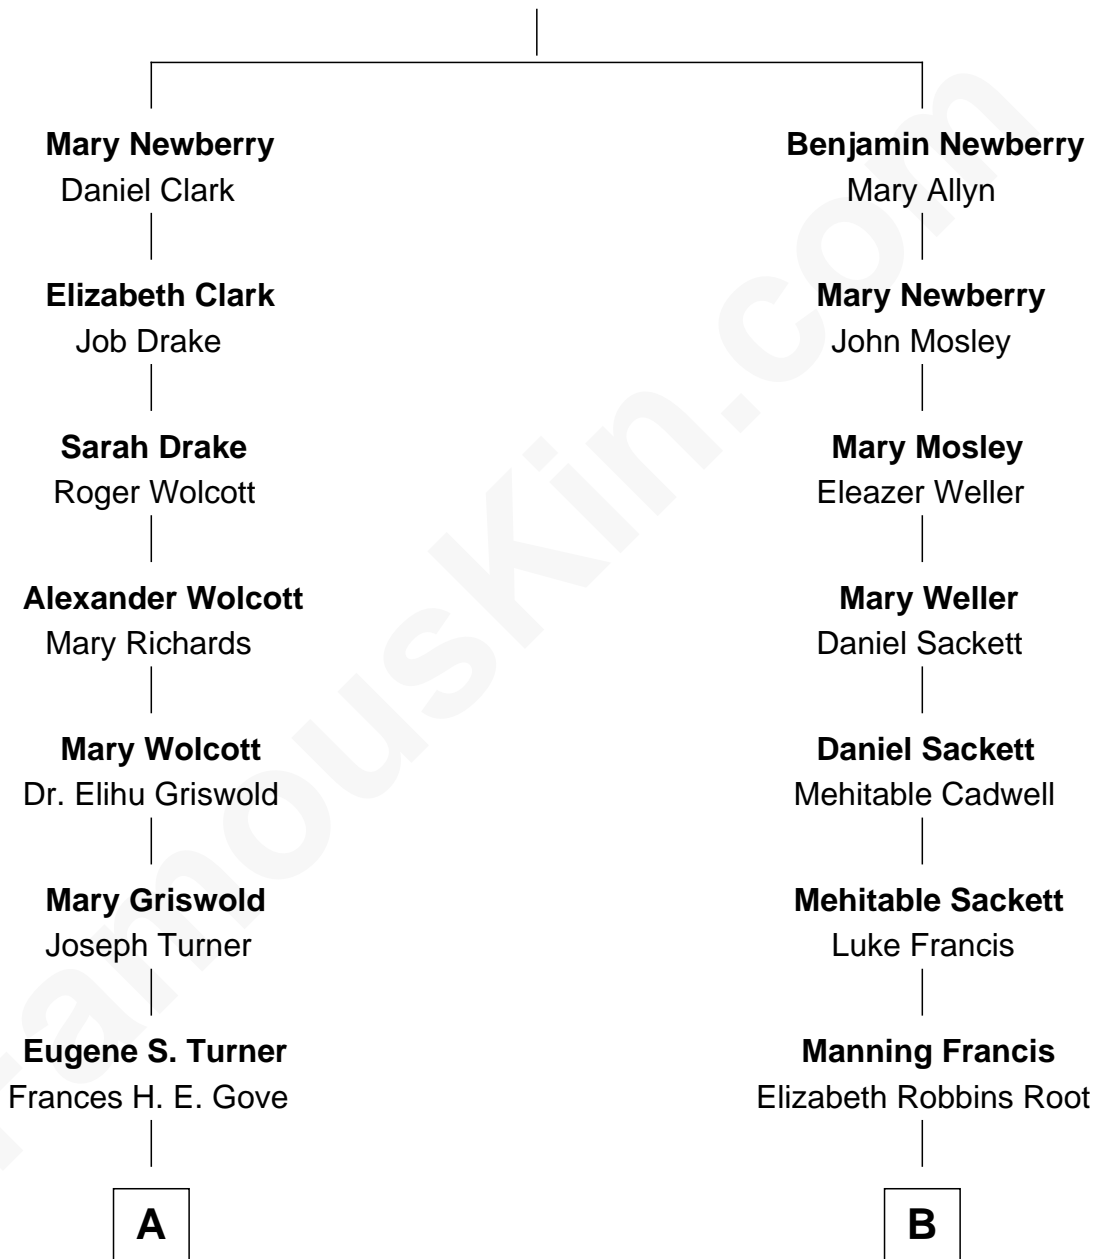 Mary Newberry
Daniel Clark
Elizabeth Clark
Job Drake
Sarah Drake
Roger Wolcott
Alexander Wolcott
Mary Richards
Mary Wolcott
Dr. Elihu Griswold
Mary Griswold
Joseph Turner
Eugene S. Turner
Frances H. E. Gove
A
Benjamin Newberry
Mary Allyn
Mary Newberry
John Mosley
Mary Mosley
Eleazer Weller
Mary Weller
Daniel Sackett
Daniel Sackett
Mehitable Cadwell
Mehitable Sackett
Luke Francis
Manning Francis
Elizabeth Robbins Root
B
FamousKin.com